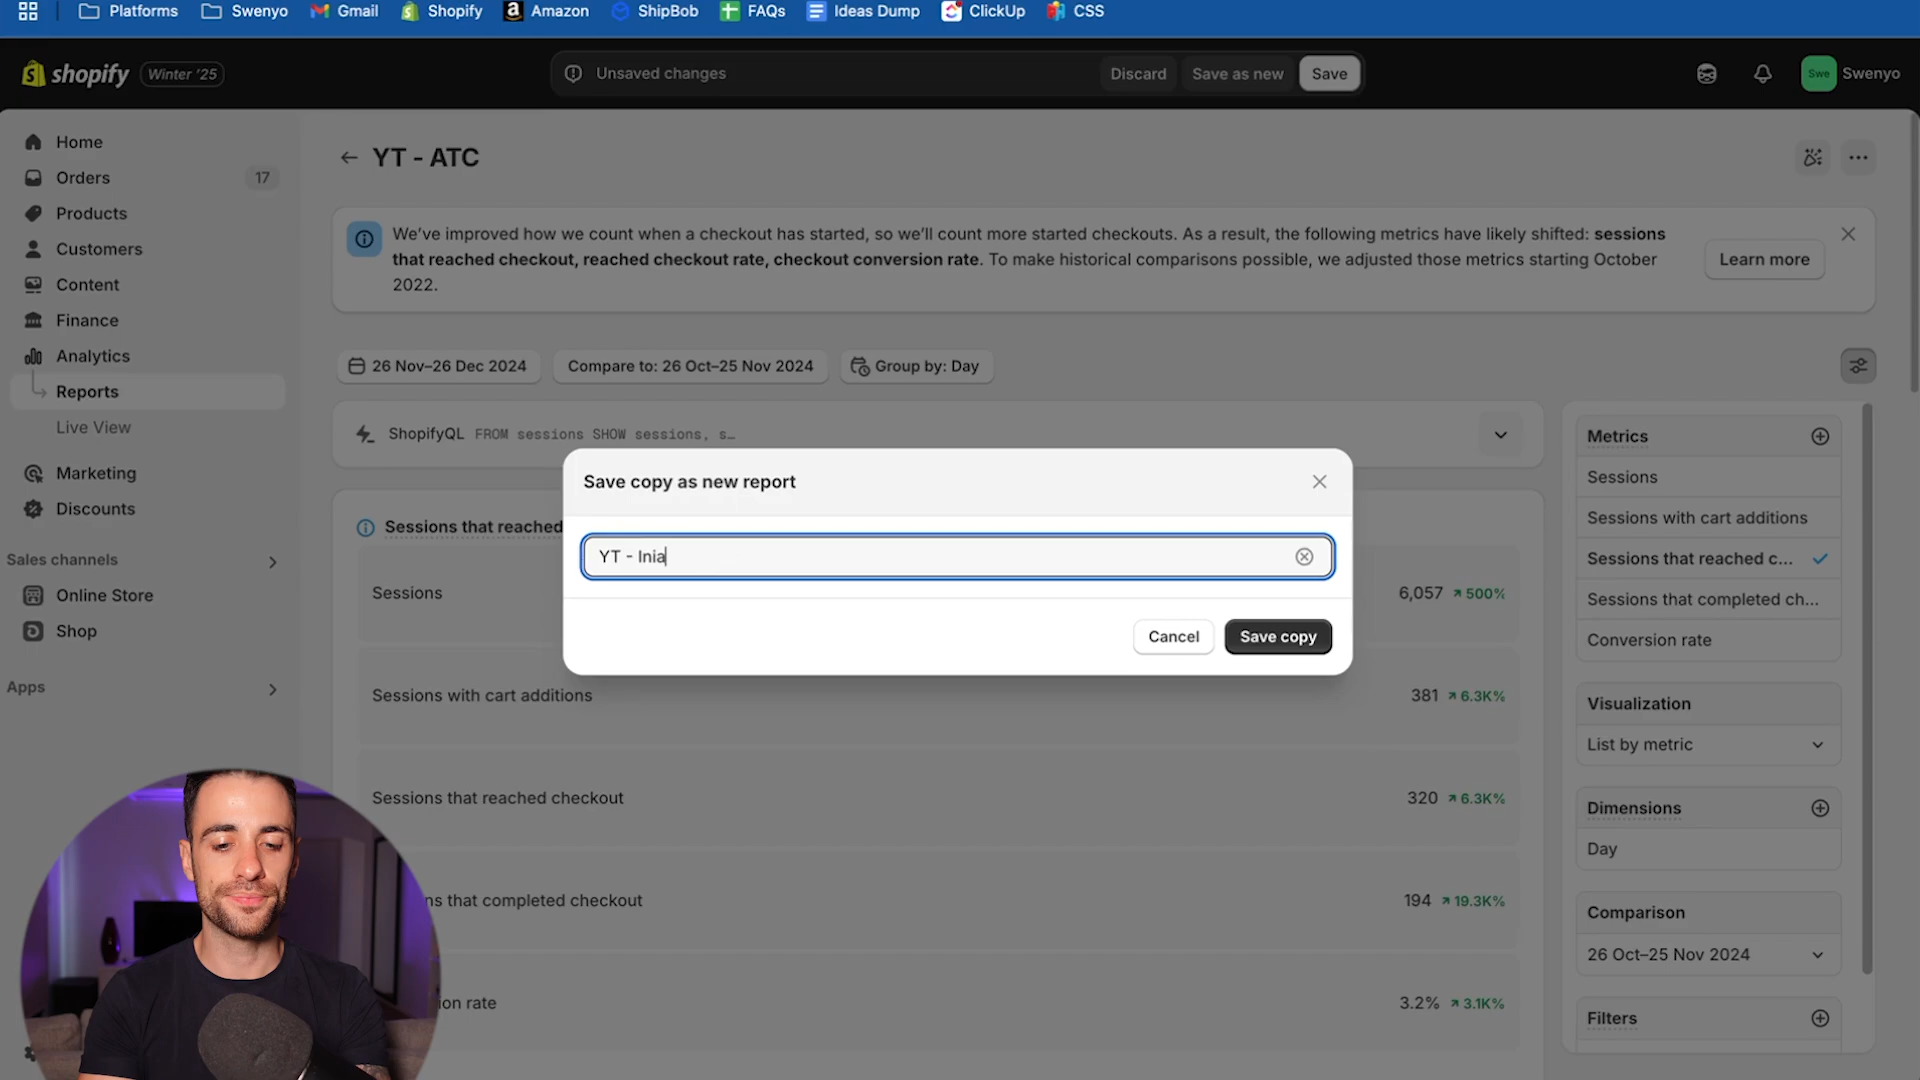 Platforms
Swenyo
Gmail
Shopify
Amazon
ShipBob
FAQs
Ideas Dump
ClickUp
CSS
shopify
Winter '25
Unsaved changes
Discard
Save as new
Save
Swe
Swenyo
Home
Orders
17
Products
Customers
Content
Finance
Analytics
Reports
Live View
Marketing
Discounts
Sales channels
Online Store
Shop
Apps
YT - ATC
We've improved how we count when a checkout has started, so we'll count more started checkouts. As a result, the following metrics have likely shifted: sessions
that reached checkout, reached checkout rate, checkout conversion rate. To make historical comparisons possible, we adjusted those metrics starting October
2022.
Learn more
26 Nov–26 Dec 2024
Compare to: 26 Oct–25 Nov 2024
Group by: Day
ShopifyQL FROM sessions SHOW sessions, s…
Sessions that reached
Save copy as new report
YT - Inia
Cancel
Save copy
Sessions
6,057 500%
Sessions with cart additions
381 6.3K%
Sessions that reached checkout
320 6.3K%
ns that completed checkout
194 19.3K%
ion rate
3.2% 3.1K%
Metrics
Sessions
Sessions with cart additions
Sessions that reached c...
Sessions that completed ch...
Conversion rate
Visualization
List by metric
Dimensions
Day
Comparison
26 Oct–25 Nov 2024
Filters